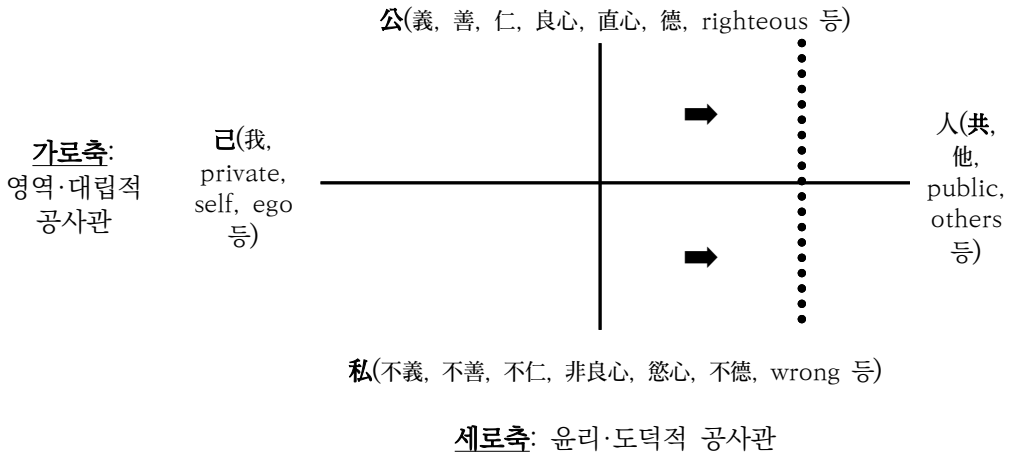 公(義, 善, 仁, 良心, 直心, 德, righteous 등)
가로축:
영역·대립적
공사관
己(我,
private,
self, ego
등)
人(共,
他,
public,
others
등)
私(不義, 不善, 不仁, 非良心, 慾心, 不德, wrong 등)
세로축: 윤리·도덕적 공사관